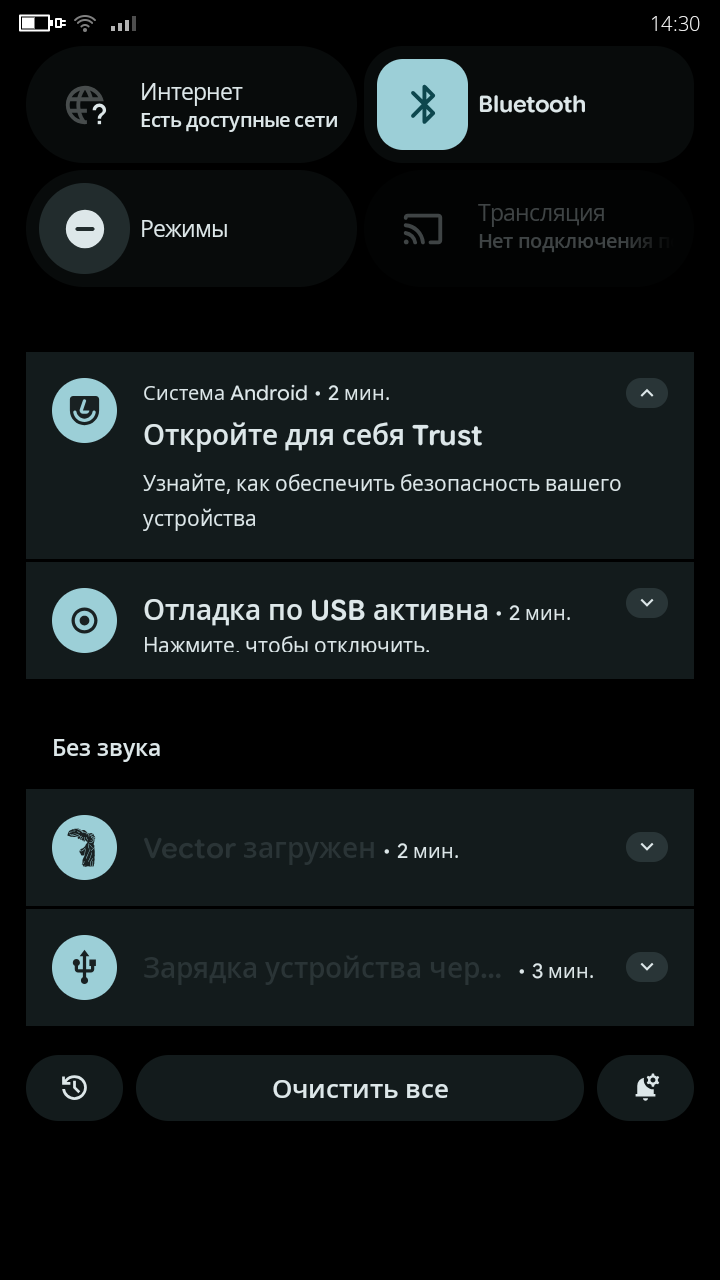 14:30
Интернет
Есть доступные сети
Bluetooth
Режимы
Трансляция
Нет подключения п
Система Android • 2 мин.
Откройте для себя Trust
Узнайте, как обеспечить безопасность вашего
устройства
Отладка по USB активна • 2 мин.
Нажмите, чтобы отключить.
Без звука
Vector загружен • 2 мин.
Зарядка устройства чер... • 3 мин.
Очистить все